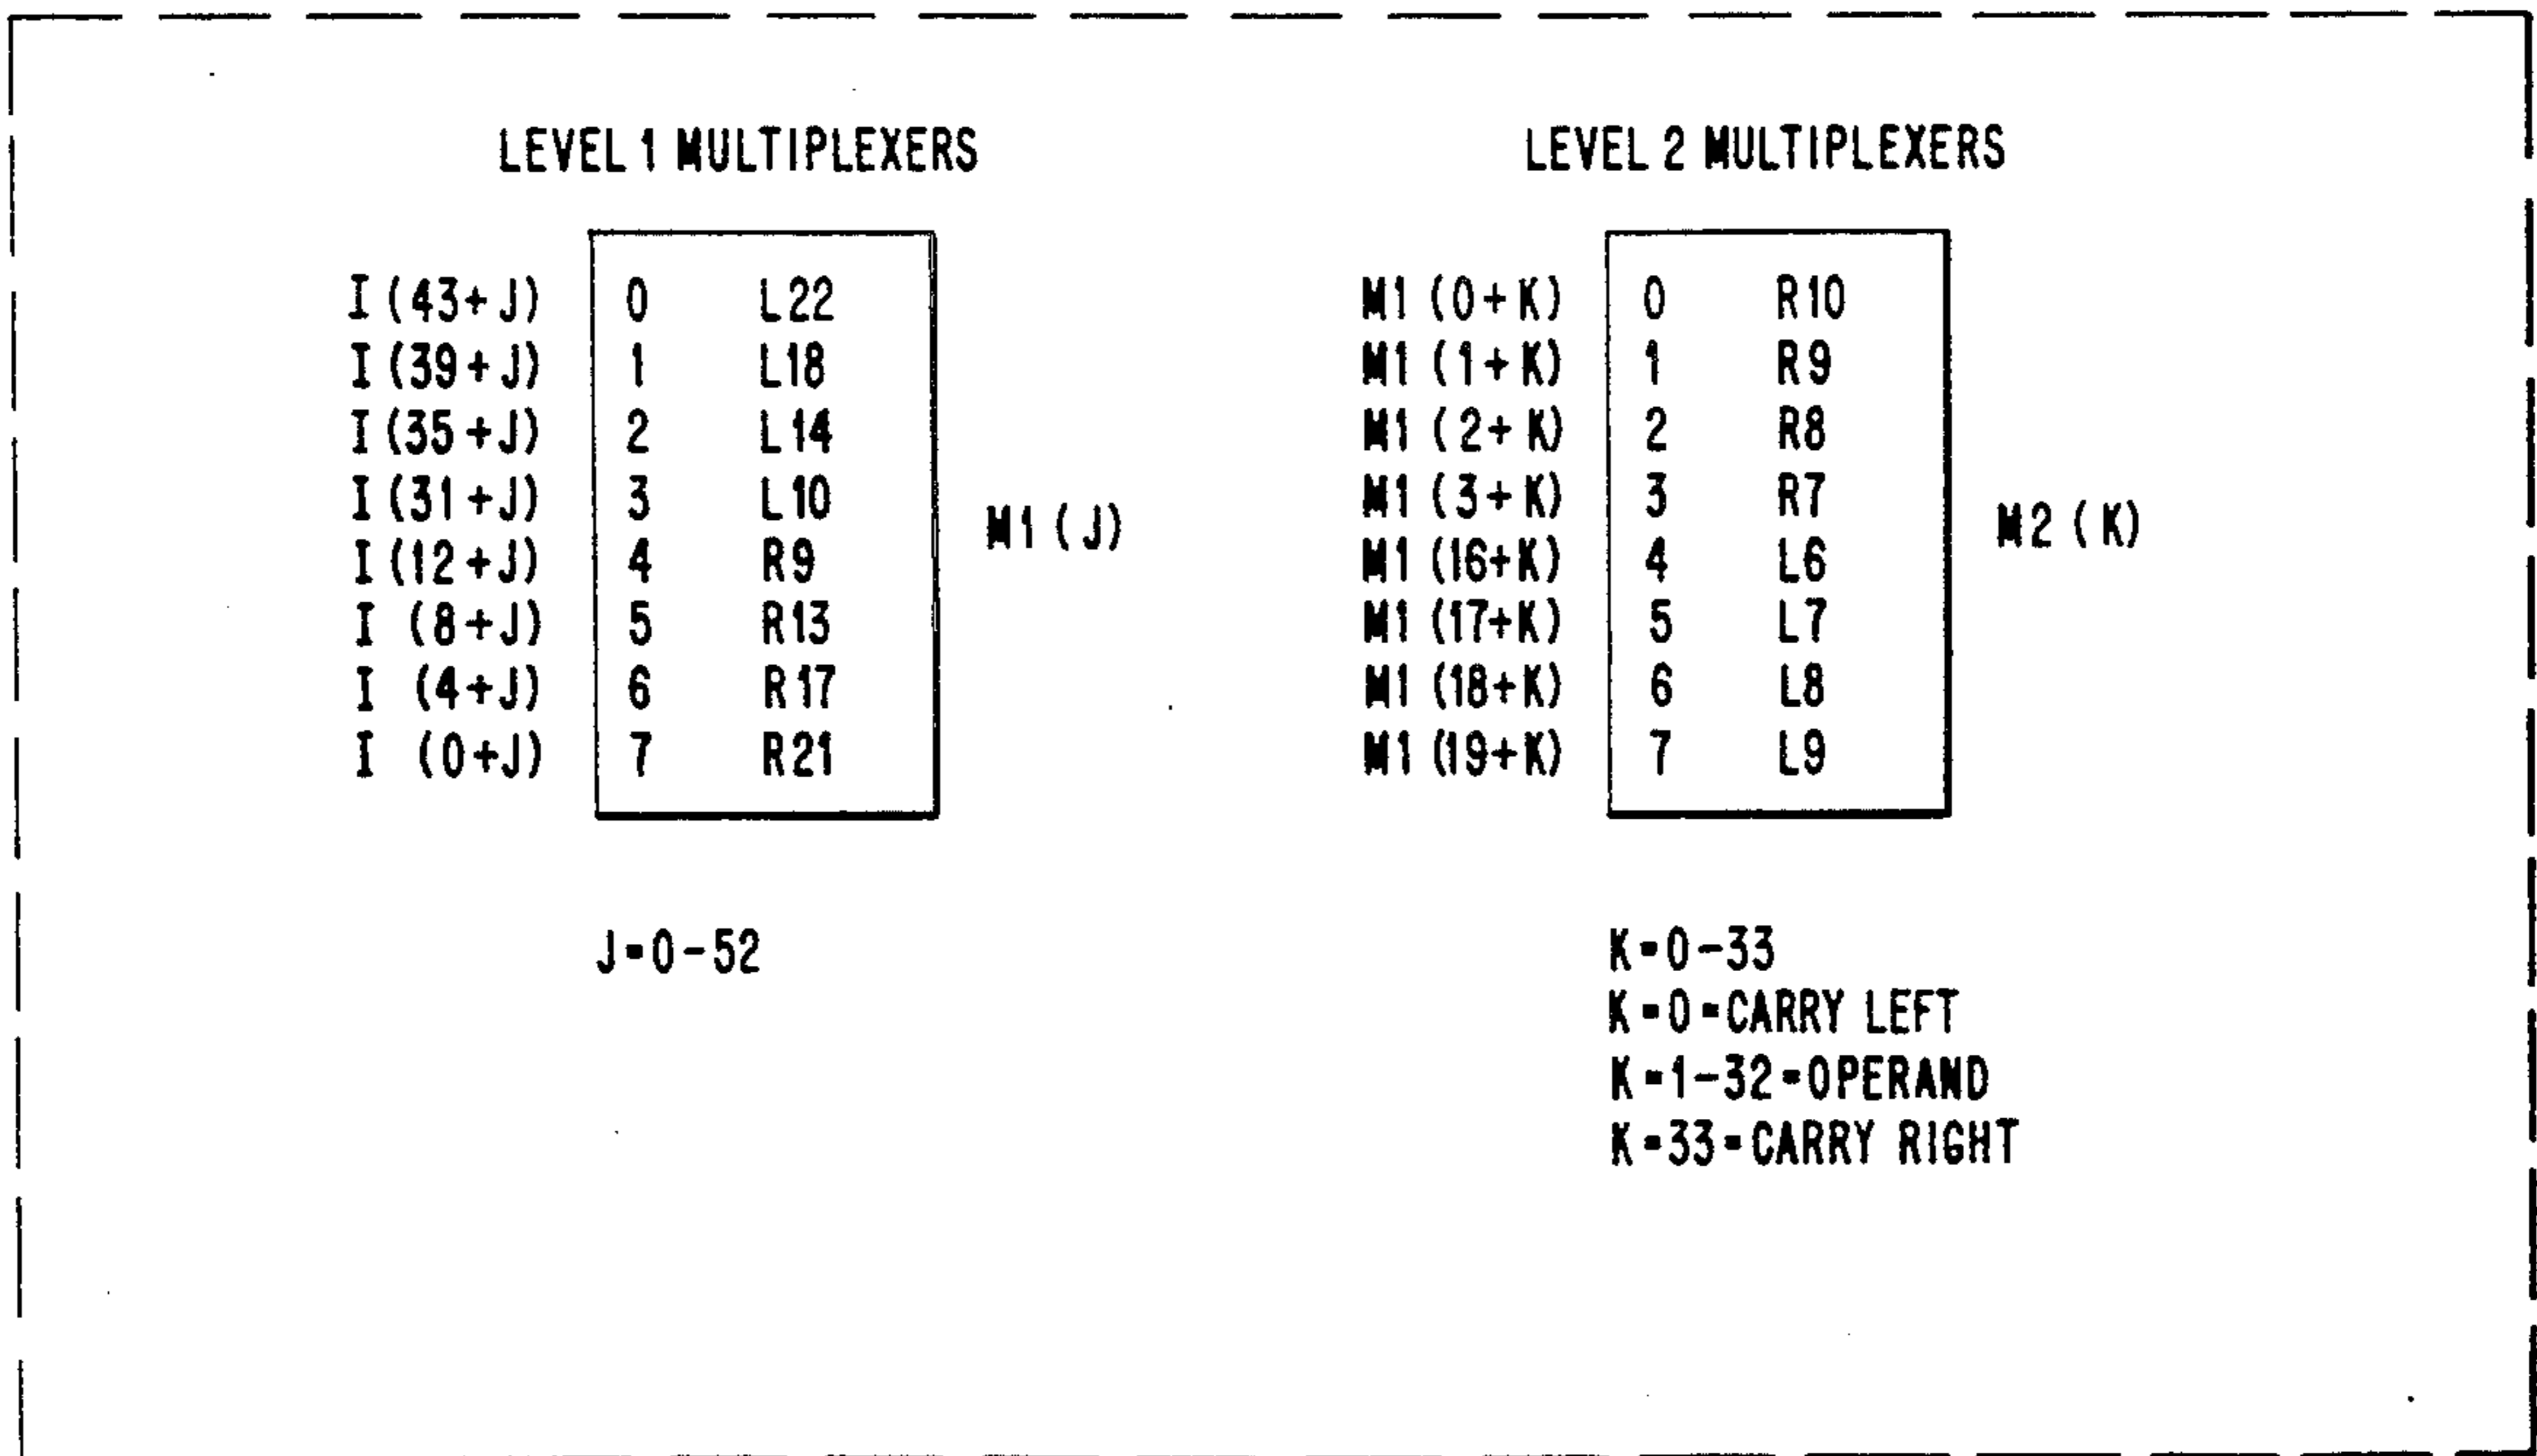 LEVEL 1 MULTIPLEXERS
I (43+J) 0 L22
I (39+J) 1 L18
I (35+J) 2 L14
I (31+J) 3 L10
I (12+J) 4 R9
I (8+J) 5 R13
I (4+J) 6 R17
I (0+J) 7 R21
M1 (J)
J=0-52
LEVEL 2 MULTIPLEXERS
M1 (0+K) 0 R10
M1 (1+K) 1 R9
M1 (2+K) 2 R8
M1 (3+K) 3 R7
M1 (16+K) 4 L6
M1 (17+K) 5 L7
M1 (18+K) 6 L8
M1 (19+K) 7 L9
M2 (K)
K=0-33
K=0=CARRY LEFT
K=1-32=OPERAND
K=33=CARRY RIGHT